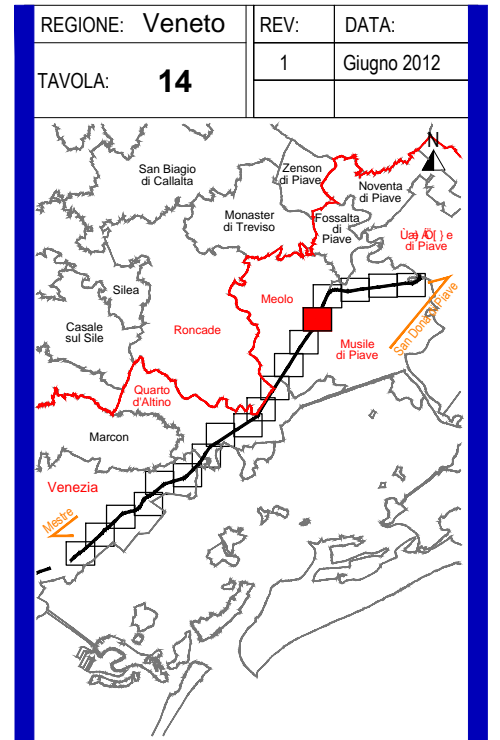 REGIONE: Veneto
REV:
DATA:
TAVOLA: 14
1
Giugno 2012
N
San Biagio
di Callalta
Zenson
di Piave
Noventa
di Piave
Monaster
di Treviso
Fossalta
di
Piave
di Piave
Silea
Meolo
Casale
sul Sile
Roncade
Musile
di Piave
San Donà di Piave
Quarto
d'Altino
Marcon
Venezia
Mestre